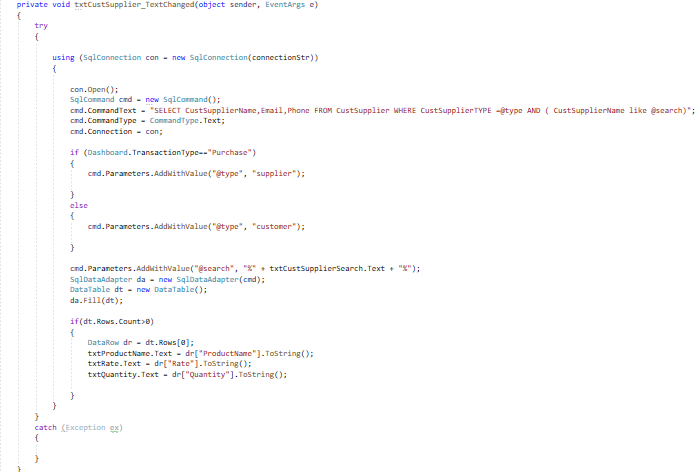 private void txtCustSupplier_TextChanged(object sender, EventArgs e)
{
try
{
using (SqlConnection con = new SqlConnection(connectionStr))
{
con.Open();
SqlCommand cmd = new SqlCommand();
cmd.CommandText = "SELECT CustSupplierName,Email,Phone FROM CustSupplier WHERE CustSupplierTYPE =@type AND ( CustSupplierName like @search)";
cmd.CommandType = CommandType.Text;
cmd.Connection = con;
if (Dashboard.TransactionType=="Purchase")
{
cmd.Parameters.AddWithValue("@type", "supplier");
}
else
{
cmd.Parameters.AddWithValue("@type", "customer");
}
cmd.Parameters.AddWithValue("@search", "%" + txtCustSupplierSearch.Text + "%");
SqlDataAdapter da = new SqlDataAdapter(cmd);
DataTable dt = new DataTable();
da.Fill(dt);
if(dt.Rows.Count>0)
{
DataRow dr = dt.Rows[0];
txtProductName.Text = dr["ProductName"].ToString();
txtRate.Text = dr["Rate"].ToString();
txtQuantity.Text = dr["Quantity"].ToString();
}
}
}
catch (Exception ex)
{
}
}